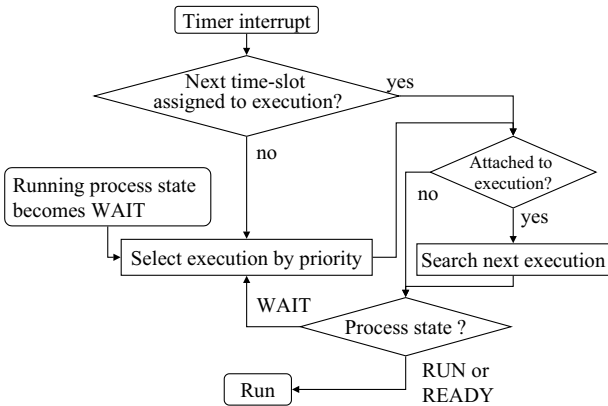 Timer interrupt
Next time-slot
assigned to execution?
yes
no
Attached to
execution?
no
yes
Running process state
becomes WAIT
Select execution by priority
Search next execution
WAIT
Process state ?
RUN or
READY
Run